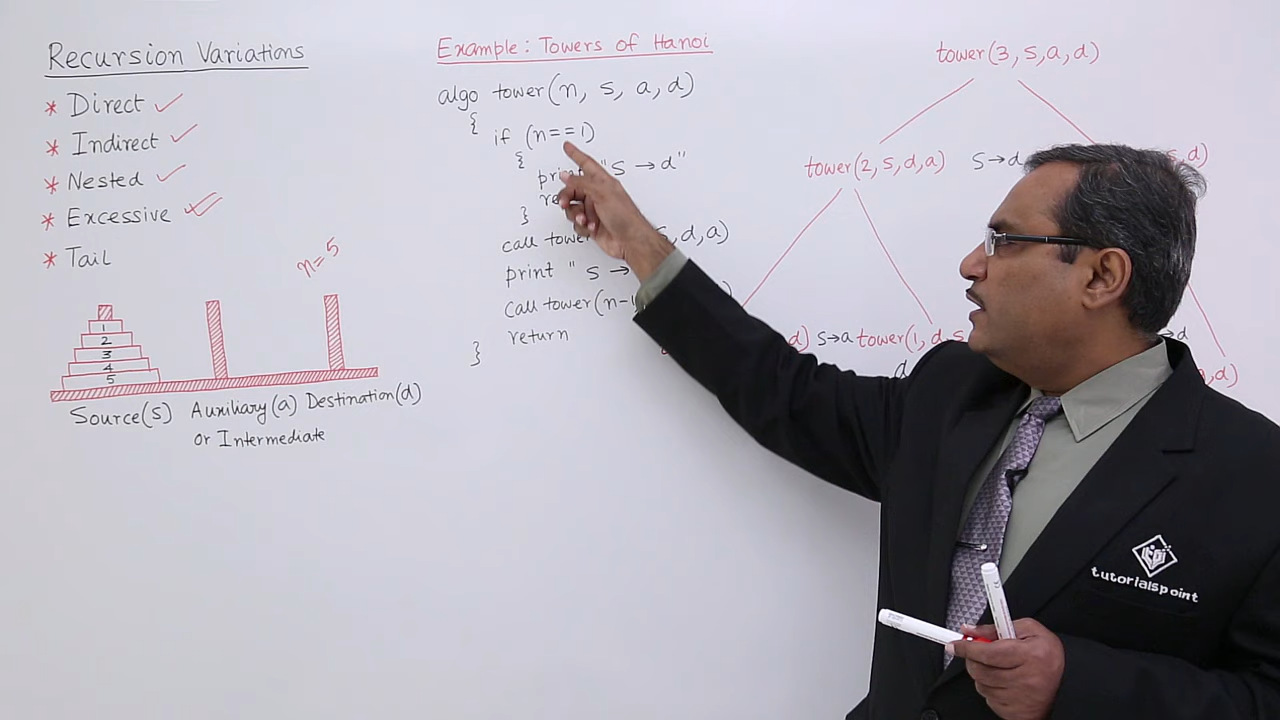 Recursion Variations
* Direct ✓
* Indirect ✓
* Nested ✓
* Excessive ✓
* Tail
n=5
1
2
3
4
5
Source(s) Auxiliary(a) Destination(d)
or Intermediate
Example: Towers of Hanoi
algo tower(n, s, a, d)
{
if (n==1)
{
print "s → d"
}
call tower , d, a)
print " s →
call tower(n-1
return
}
tower(3, s, a, d)
tower(2, s, d, a) s→d s, d)
d) s→a tower(1, d, s →d
d , d)
tutorialspoint